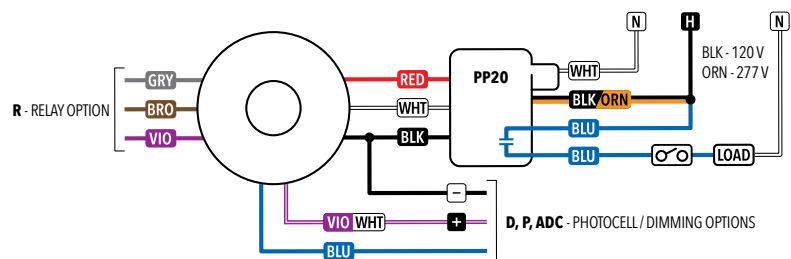 N H N
BLK - 120 V
ORN - 277 V
GRY RED PP20 WHT
R - RELAY OPTION BRO WHT BLK/ORN
VIO BLK BLU
BLU LOAD
−
VIO WHT + D, P, ADC - PHOTOCELL / DIMMING OPTIONS
BLU